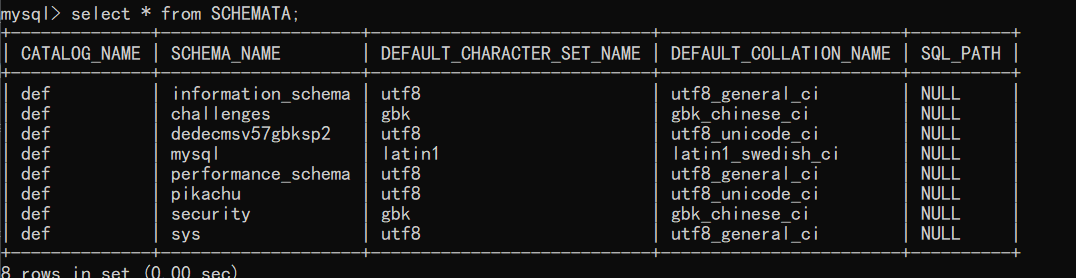 mysql> select * from SCHEMATA;
+--------------+--------------------+----------------------------+------------------------+----------+
| CATALOG_NAME | SCHEMA_NAME | DEFAULT_CHARACTER_SET_NAME | DEFAULT_COLLATION_NAME | SQL_PATH |
+--------------+--------------------+----------------------------+------------------------+----------+
| def | information_schema | utf8 | utf8_general_ci | NULL |
| def | challenges | gbk | gbk_chinese_ci | NULL |
| def | dedecmsv57gbksp2 | utf8 | utf8_unicode_ci | NULL |
| def | mysql | latin1 | latin1_swedish_ci | NULL |
| def | performance_schema | utf8 | utf8_general_ci | NULL |
| def | pikachu | utf8 | utf8_unicode_ci | NULL |
| def | security | gbk | gbk_chinese_ci | NULL |
| def | sys | utf8 | utf8_general_ci | NULL |
+--------------+--------------------+----------------------------+------------------------+----------+
8 rows in set (0.00 sec)